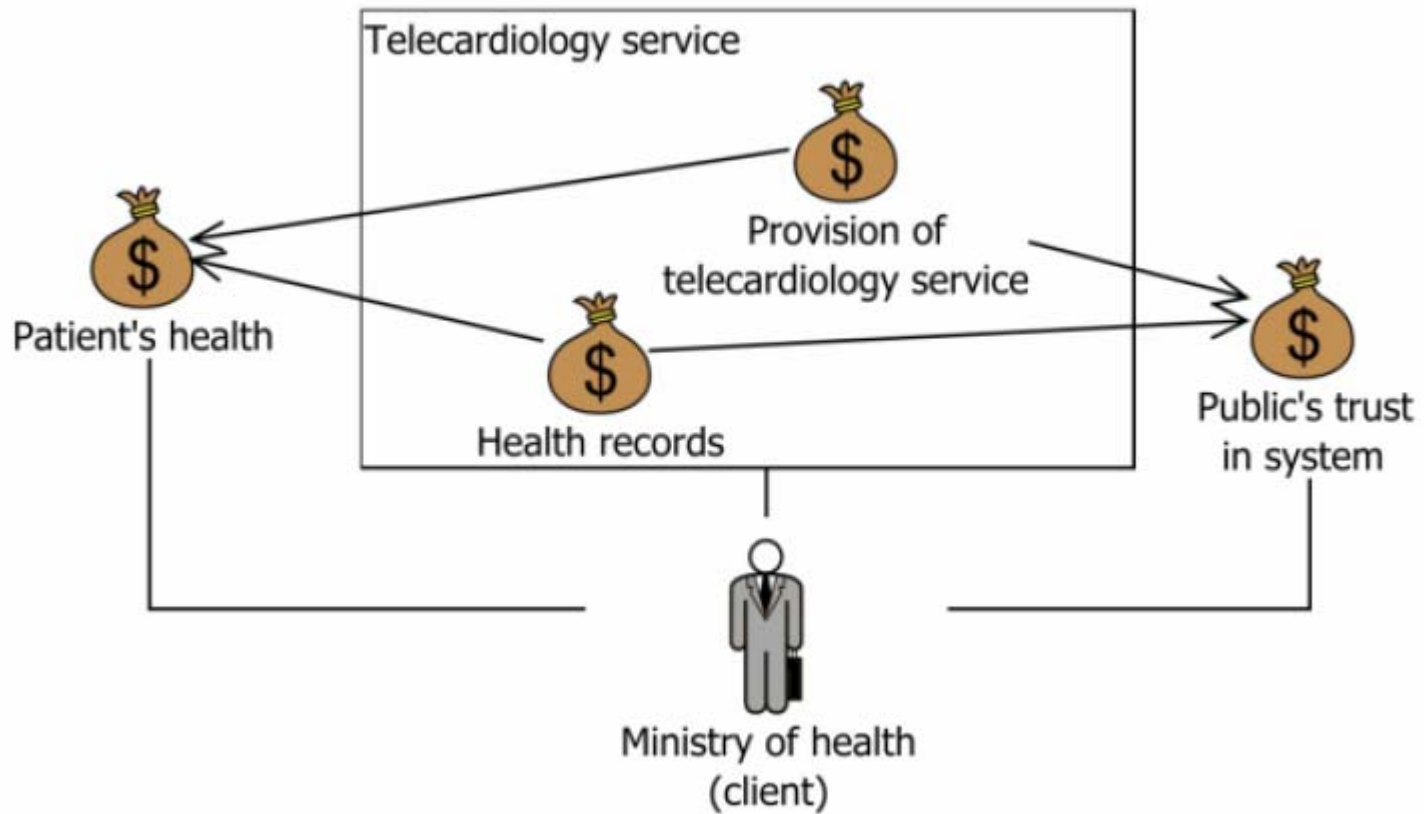 Telecardiology service
$
Provision of
telecardiology service
$
Patient's health
$
Health records
$
Public's trust
in system
Ministry of health
(client)